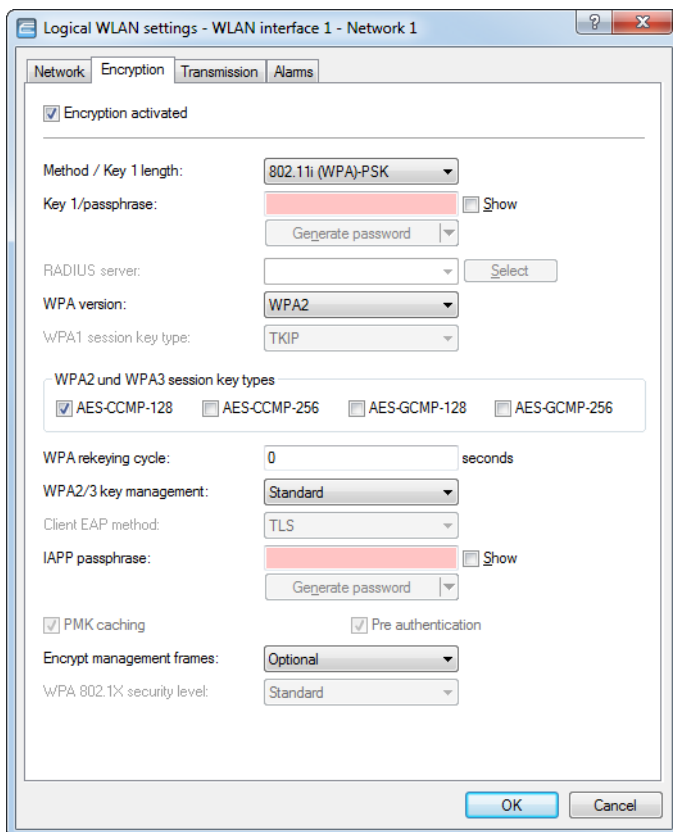 Logical WLAN settings - WLAN interface 1 - Network 1
Network Encryption Transmission Alarms
Encryption activated
Method / Key 1 length: 802.11i (WPA)-PSK
Key 1/passphrase: Show
Generate password
RADIUS server: Select
WPA version: WPA2
WPA1 session key type: TKIP
WPA2 und WPA3 session key types
AES-CCMP-128 AES-CCMP-256 AES-GCMP-128 AES-GCMP-256
WPA rekeying cycle: 0 seconds
WPA2/3 key management: Standard
Client EAP method: TLS
IAPP passphrase: Show
Generate password
PMK caching Pre authentication
Encrypt management frames: Optional
WPA 802.1X security level: Standard
OK Cancel